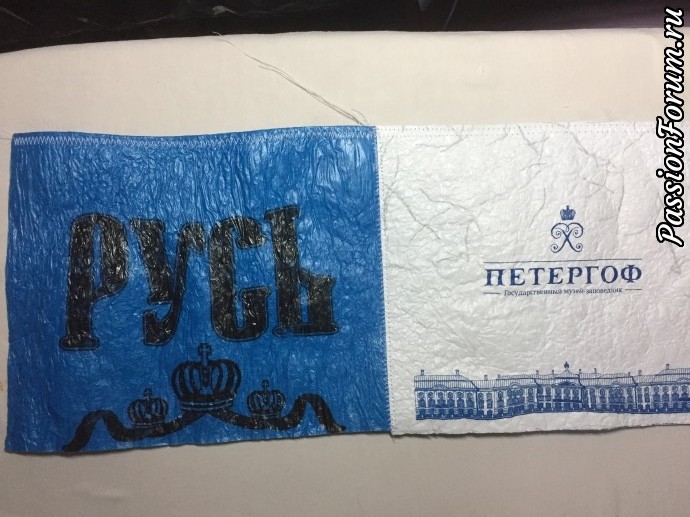 РУСЬ
ПЕТЕРГОФ
Государственный музей-заповедник
PassionForum.ru